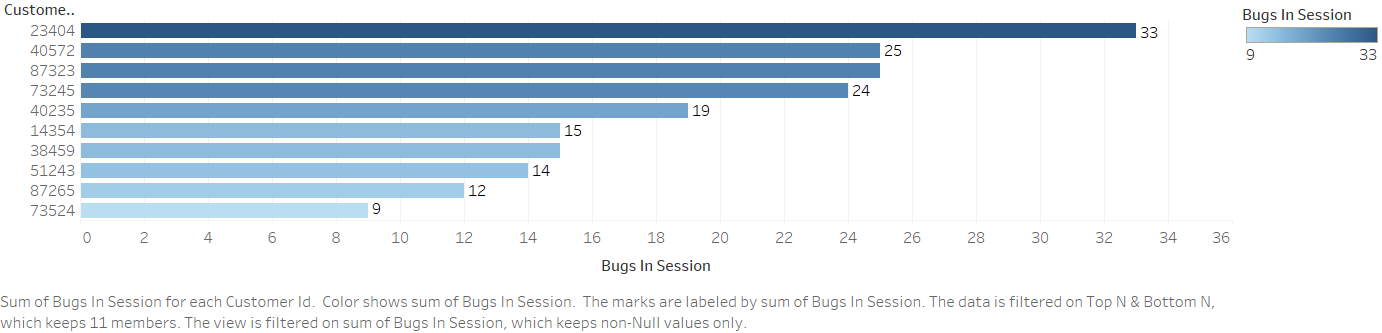 Custome..
Bugs In Session
9 33
23404 33
40572 25
87323
73245 24
40235 19
14354 15
38459
51243 14
87265 12
73524 9
0 2 4 6 8 10 12 14 16 18 20 22 24 26 28 30 32 34 36
Bugs In Session
Sum of Bugs In Session for each Customer Id.  Color shows sum of Bugs In Session.  The marks are labeled by sum of Bugs In Session. The data is filtered on Top N & Bottom N,
which keeps 11 members. The view is filtered on sum of Bugs In Session, which keeps non-Null values only.